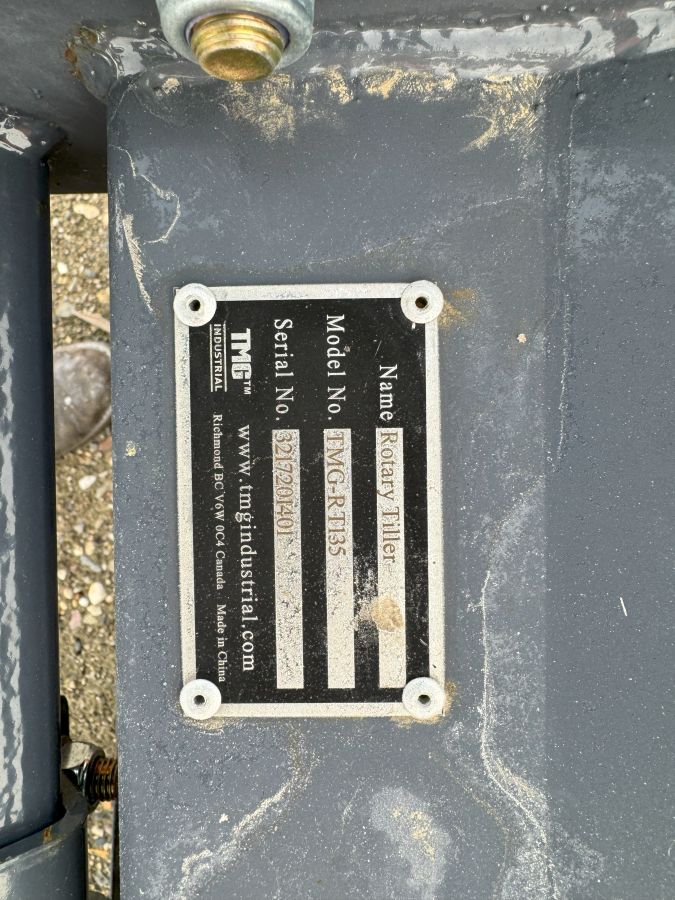 Name Rotary Tiller
Model No. TMG-RT135
Serial No. 3217201401
TMG™ www.tmgindustrial.com
INDUSTRIAL Richmond BC V6W 0C4 Canada Made in China